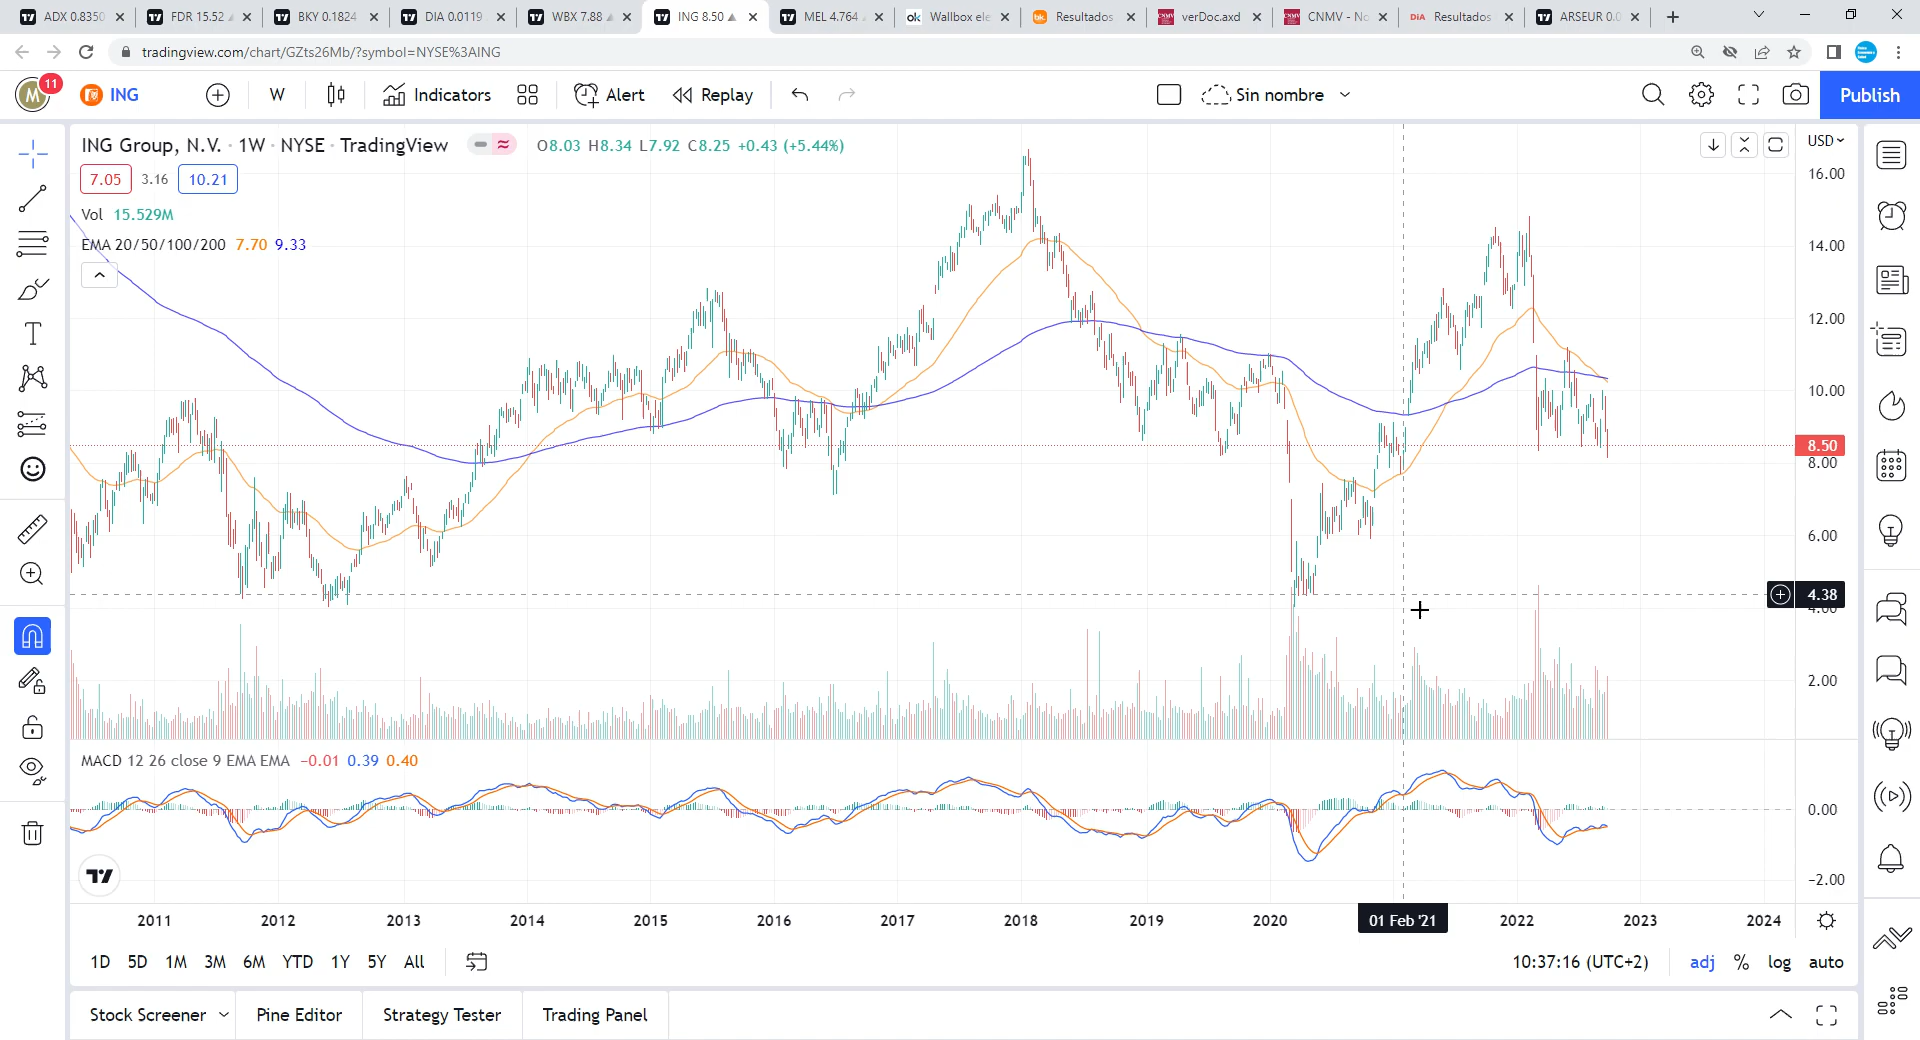 ADX 0.8350
FDR 15.52
BKY 0.1824
DIA 0.0119
WBX 7.88
ING 8.50
MEL 4.764
ok Wallbox ele
bk Resultados
CNMV verDoc.axd
CNMV CNMV - No
DiA Resultados
ARSEUR 0.0
tradingview.com/chart/GZts26Mb/?symbol=NYSE%3AING
M 11 ING W Indicators Alert Replay Sin nombre Publish
ING Group, N.V. · 1W · NYSE · TradingView O8.03 H8.34 L7.92 C8.25 +0.43 (+5.44%)
USD
7.05 3.16 10.21
Vol 15.529M
EMA 20/50/100/200 7.70 9.33
16.00
14.00
12.00
10.00
8.50
8.00
6.00
4.38
4.00
2.00
MACD 12 26 close 9 EMA EMA −0.01 0.39 0.40
0.00
−2.00
2011 2012 2013 2014 2015 2016 2017 2018 2019 2020 01 Feb '21 2022 2023 2024
1D 5D 1M 3M 6M YTD 1Y 5Y All 10:37:16 (UTC+2) adj % log auto
Stock Screener Pine Editor Strategy Tester Trading Panel